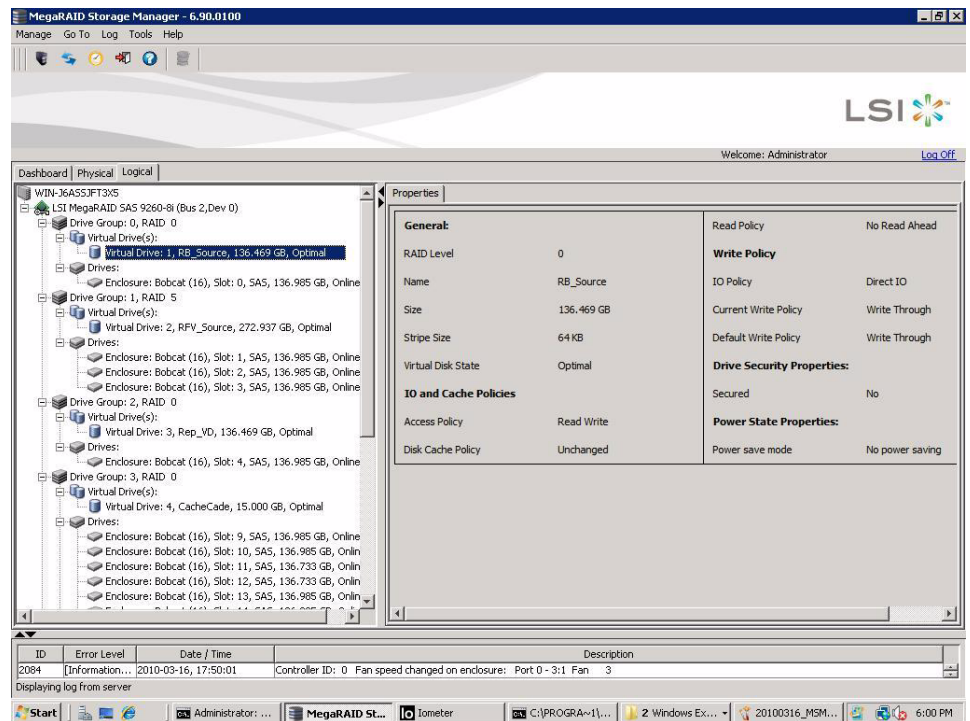 MegaRAID Storage Manager - 6.90.0100
Manage Go To Log Tools Help
LSI
Welcome: Administrator Log Off
Dashboard Physical Logical
WIN-J6ASSJFT3X5
LSI MegaRAID SAS 9260-8i (Bus 2,Dev 0)
Drive Group: 0, RAID 0
Virtual Drive(s):
Virtual Drive: 1, RB_Source, 136.469 GB, Optimal
Drives:
Enclosure: Bobcat (16), Slot: 0, SAS, 136.985 GB, Online
Drive Group: 1, RAID 5
Virtual Drive(s):
Virtual Drive: 2, RFV_Source, 272.937 GB, Optimal
Drives:
Enclosure: Bobcat (16), Slot: 1, SAS, 136.985 GB, Online
Enclosure: Bobcat (16), Slot: 2, SAS, 136.985 GB, Online
Enclosure: Bobcat (16), Slot: 3, SAS, 136.985 GB, Online
Drive Group: 2, RAID 0
Virtual Drive(s):
Virtual Drive: 3, Rep_VD, 136.469 GB, Optimal
Drives:
Enclosure: Bobcat (16), Slot: 4, SAS, 136.985 GB, Online
Drive Group: 3, RAID 0
Virtual Drive(s):
Virtual Drive: 4, CacheCade, 15.000 GB, Optimal
Drives:
Enclosure: Bobcat (16), Slot: 9, SAS, 136.985 GB, Onlin
Enclosure: Bobcat (16), Slot: 10, SAS, 136.985 GB, Onlin
Enclosure: Bobcat (16), Slot: 11, SAS, 136.733 GB, Onlin
Enclosure: Bobcat (16), Slot: 12, SAS, 136.733 GB, Onlin
Enclosure: Bobcat (16), Slot: 13, SAS, 136.985 GB, Onlin
Properties
General:
RAID Level 0
Name RB_Source
Size 136.469 GB
Stripe Size 64 KB
Virtual Disk State Optimal
IO and Cache Policies
Access Policy Read Write
Disk Cache Policy Unchanged
Read Policy No Read Ahead
Write Policy
IO Policy Direct IO
Current Write Policy Write Through
Default Write Policy Write Through
Drive Security Properties:
Secured No
Power State Properties:
Power save mode No power saving
ID Error Level Date / Time Description
2084 [Information... 2010-03-16, 17:50:01 Controller ID: 0 Fan speed changed on enclosure: Port 0 - 3:1 Fan 3
Displaying log from server
Start Administrator: ... MegaRAID St... Iometer C:\PROGRA~1\... 2 Windows Ex... 20100316_MSM... 6:00 PM